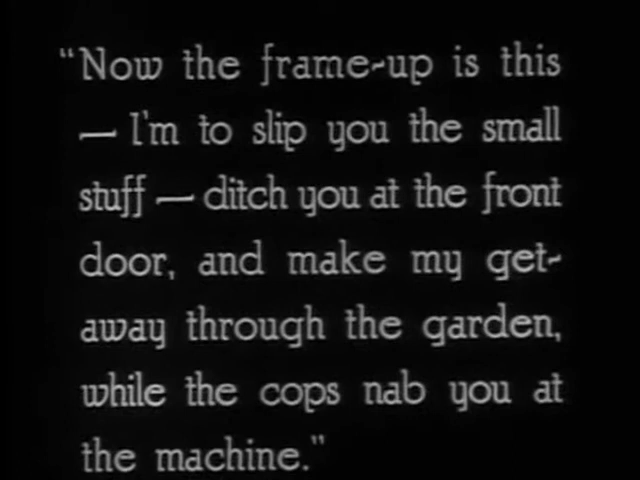 “Now the frame-up is this
— I'm to slip you the small
stuff — ditch you at the front
door, and make my get-
away through the garden,
while the cops nab you at
the machine.”